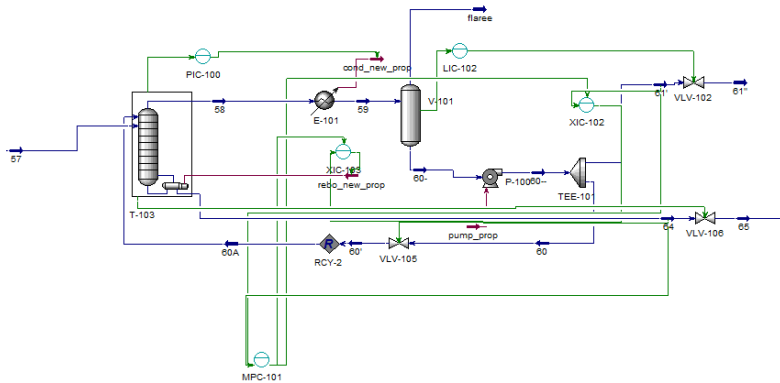 flaree
PIC-100
cond_new_prop
LIC-102
58
E-101
59
V-101
61'
VLV-102
61"
XIC-102
57
XIC-103
rebo_new_prop
60-
P-100
60--
TEE-101
T-103
60A
RCY-2
60'
VLV-105
pump_prop
60
64
VLV-106
65
R
MPC-101